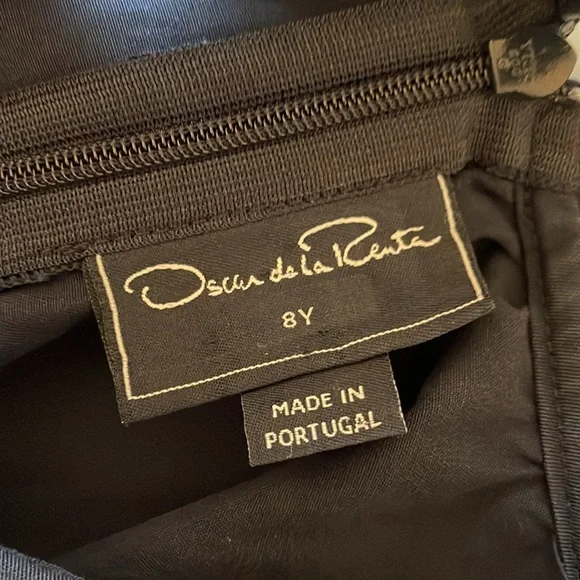 Oscar de la Renta
8Y
MADE IN
PORTUGAL